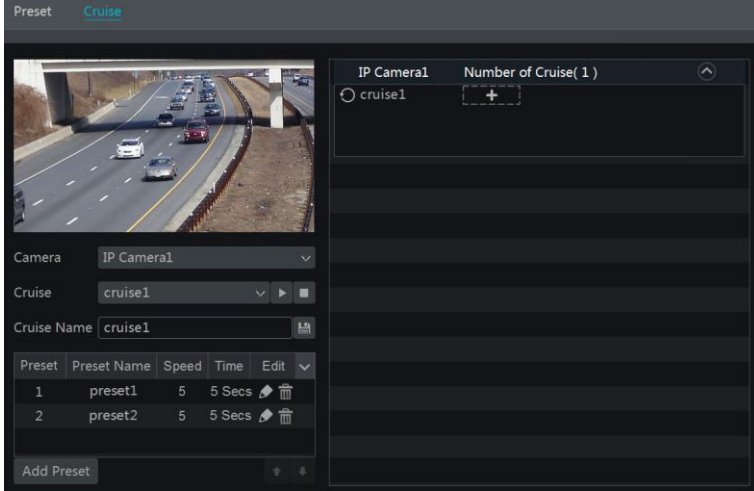 Preset Cruise
IP Camera1 Number of Cruise( 1 )
cruise1
Camera IP Camera1
Cruise cruise1
Cruise Name cruise1
Preset Preset Name Speed Time Edit
1 preset1 5 5 Secs
2 preset2 5 5 Secs
Add Preset